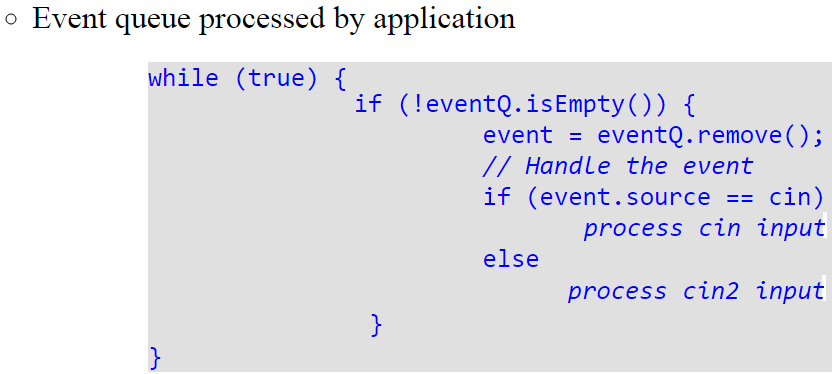 ○ Event queue processed by application
while (true) {
if (!eventQ.isEmpty()) {
event = eventQ.remove();
// Handle the event
if (event.source == cin)
process cin input
else
process cin2 input
}
}